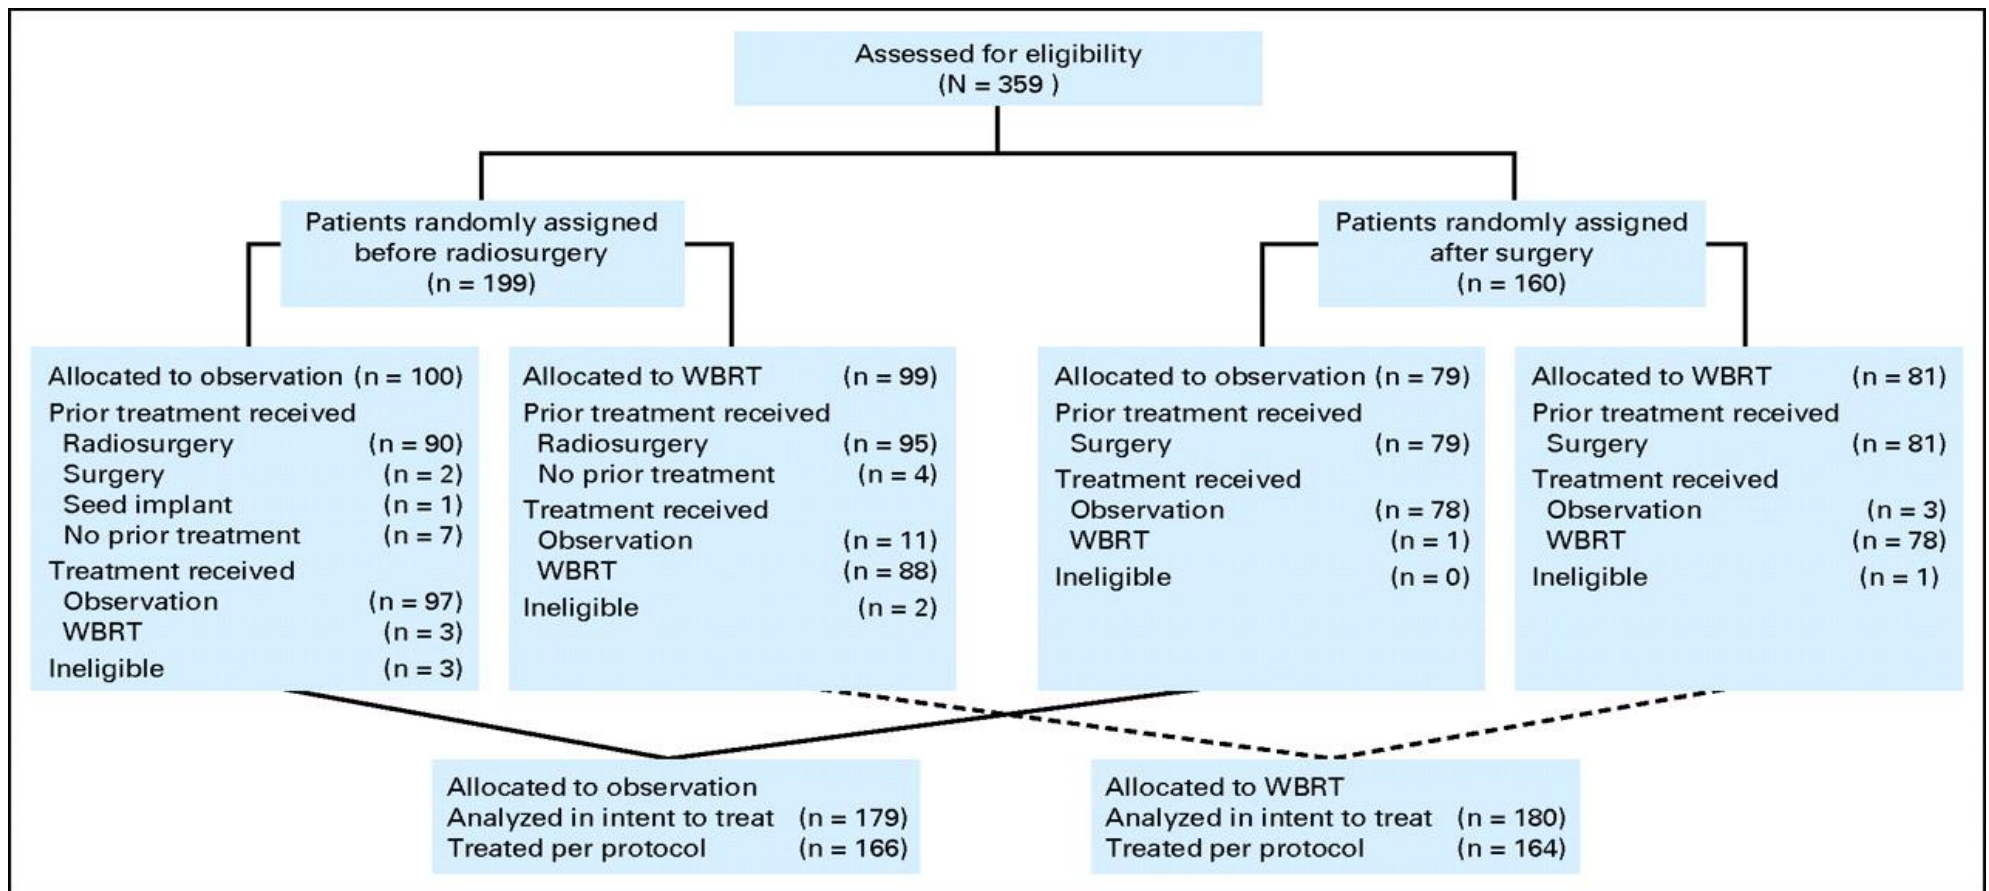 Assessed for eligibility
(N = 359 )
Patients randomly assigned
before radiosurgery
(n = 199)
Patients randomly assigned
after surgery
(n = 160)
Allocated to observation (n = 100)
Prior treatment received
Radiosurgery (n = 90)
Surgery (n = 2)
Seed implant (n = 1)
No prior treatment (n = 7)
Treatment received
Observation (n = 97)
WBRT (n = 3)
Ineligible (n = 3)
Allocated to WBRT (n = 99)
Prior treatment received
Radiosurgery (n = 95)
No prior treatment (n = 4)
Treatment received
Observation (n = 11)
WBRT (n = 88)
Ineligible (n = 2)
Allocated to observation (n = 79)
Prior treatment received
Surgery (n = 79)
Treatment received
Observation (n = 78)
WBRT (n = 1)
Ineligible (n = 0)
Allocated to WBRT (n = 81)
Prior treatment received
Surgery (n = 81)
Treatment received
Observation (n = 3)
WBRT (n = 78)
Ineligible (n = 1)
Allocated to observation
Analyzed in intent to treat (n = 179)
Treated per protocol (n = 166)
Allocated to WBRT
Analyzed in intent to treat (n = 180)
Treated per protocol (n = 164)